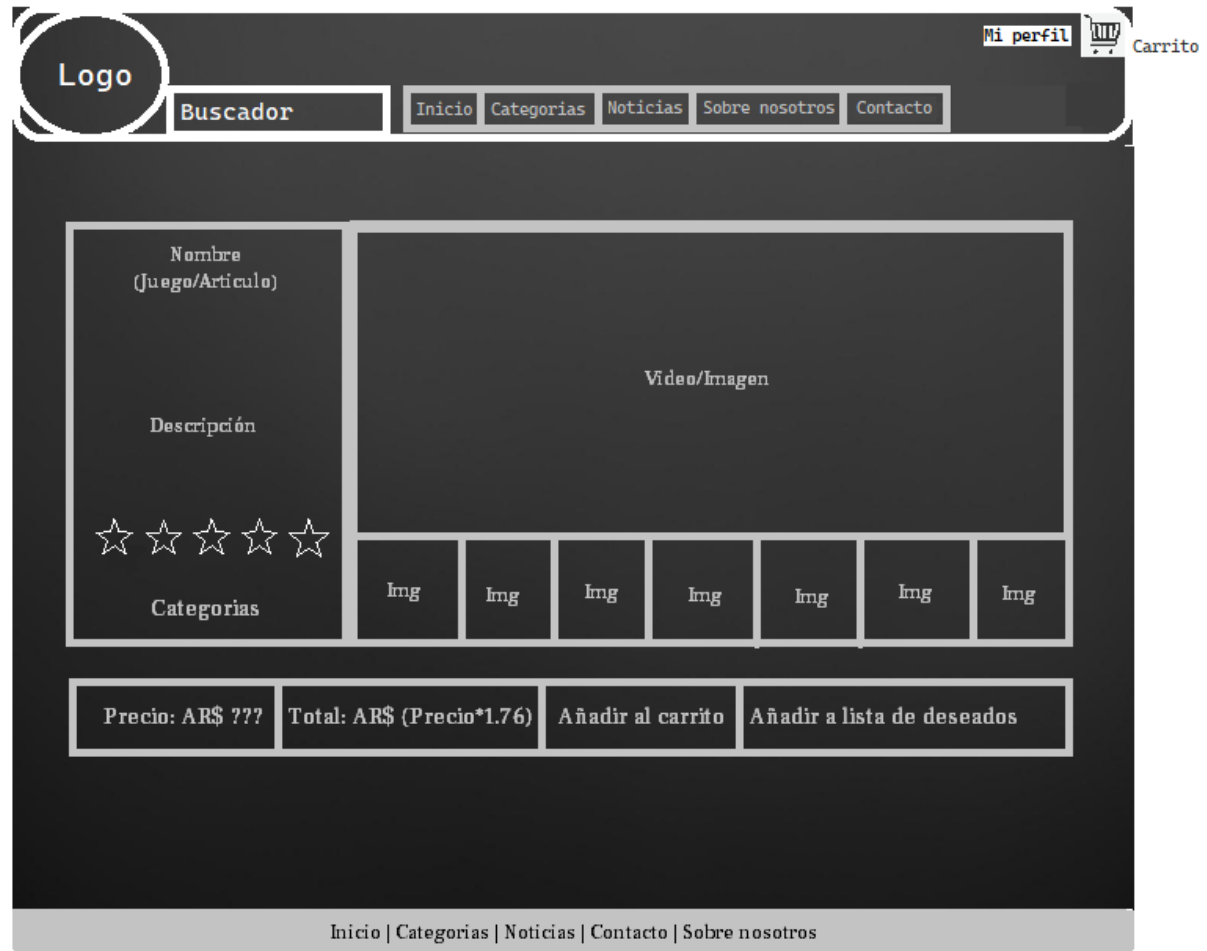 Mi perfil
Carrito
Logo
Buscador
Inicio
Categorias
Noticias
Sobre nosotros
Contacto
Nombre
(Juego/Articulo)
Descripción
Categorias
Video/Imagen
Img
Img
Img
Img
Img
Img
Img
Precio: AR$ ???
Total: AR$ (Precio*1.76)
Añadir al carrito
Añadir a lista de deseados
Inicio | Categorias | Noticias | Contacto | Sobre nosotros